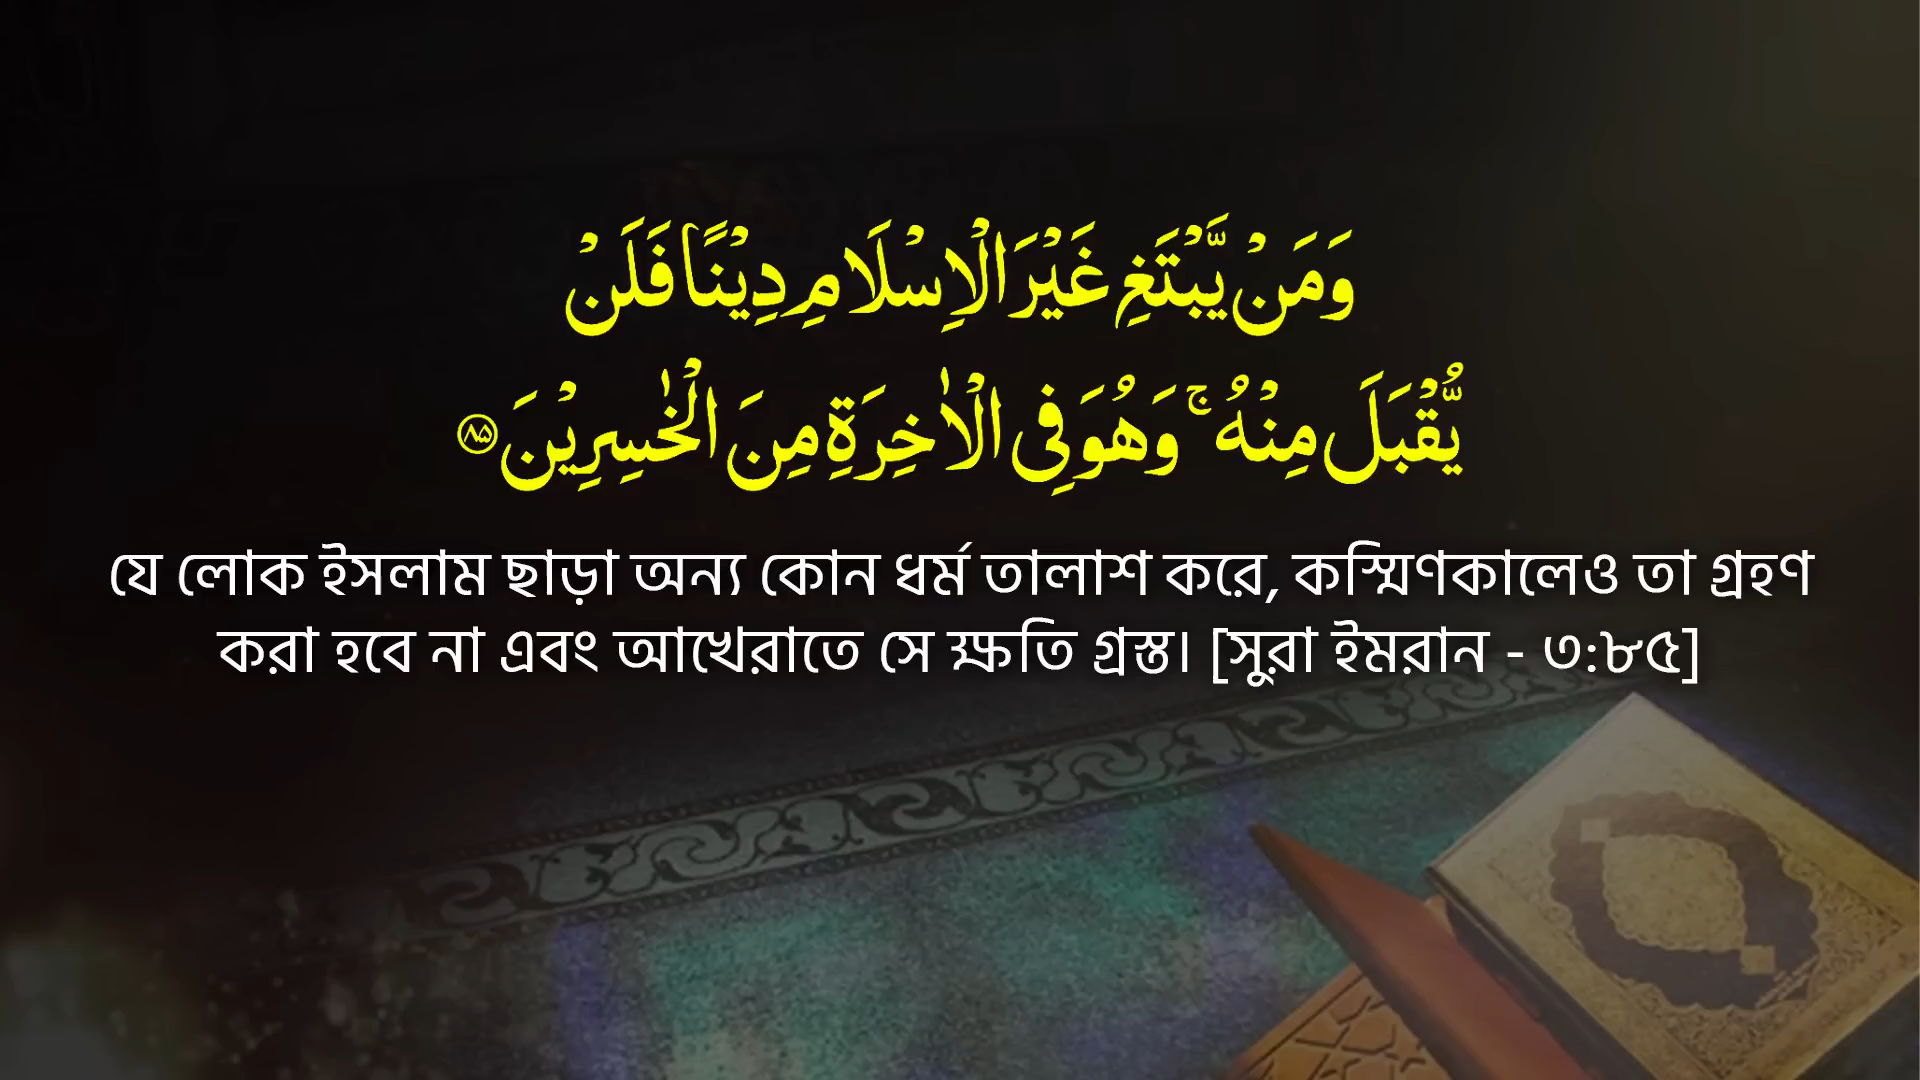 وَمَنْ يَّبْتَغِ غَيْرَ الْاِسْلَامِ دِيْنًا فَلَنْ
يُّقْبَلَ مِنْهُ ۚ وَهُوَ فِى الْاٰخِرَةِ مِنَ الْخٰسِرِيْنَ ۸۵
যে লোক ইসলাম ছাড়া অন্য কোন ধর্ম তালাশ করে, কস্মিণকালেও তা গ্রহণ
করা হবে না এবং আখেরাতে সে ক্ষতি গ্রস্ত। [সুরা ইমরান - ৩:৮৫]